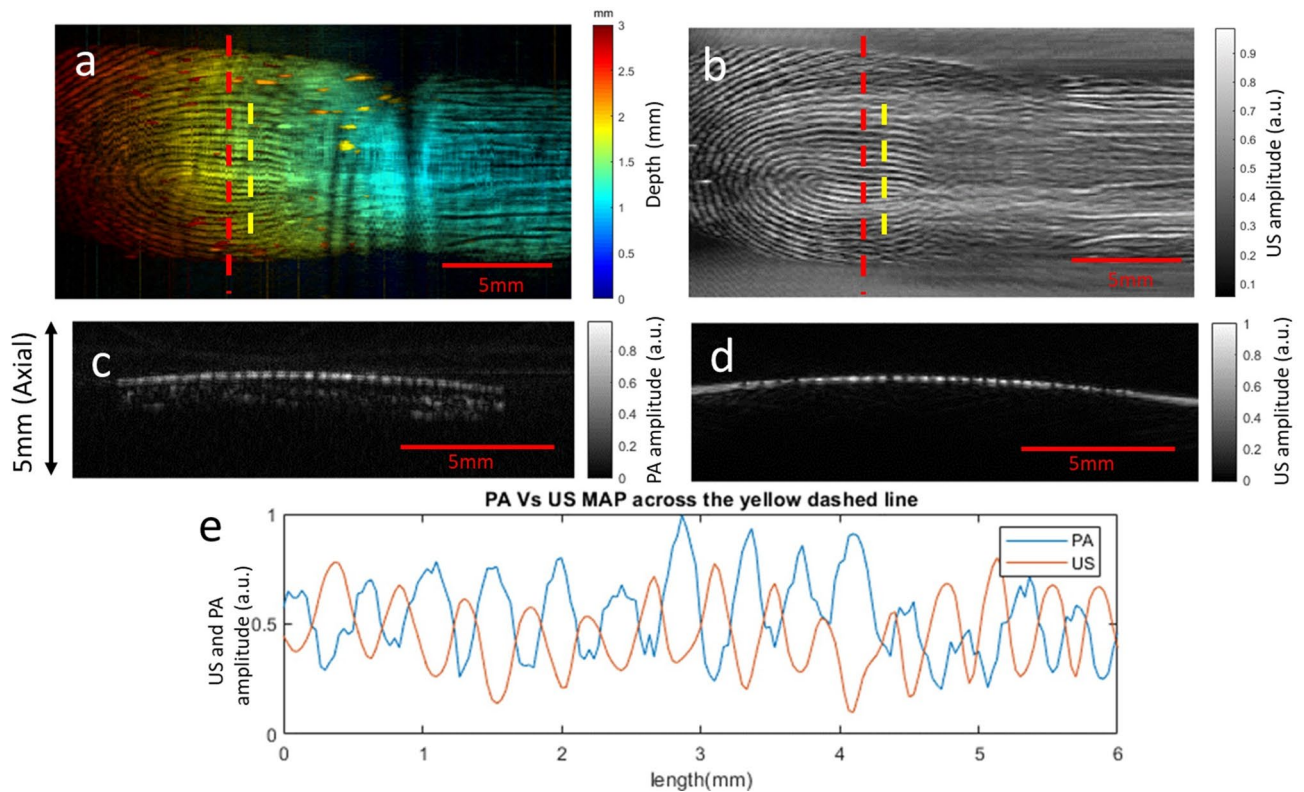 a
mm
3
2.5
2
1.5
1
0.5
0
Depth (mm)
5mm
b
0.9
0.8
0.7
0.6
0.5
0.4
0.3
0.2
0.1
US amplitude (a.u.)
5mm
5mm (Axial)
c
0.8
0.6
0.4
0.2
0
PA amplitude (a.u.)
5mm
d
1
0.8
0.6
0.4
0.2
0
US amplitude (a.u.)
5mm
PA Vs US MAP across the yellow dashed line
e
US and PA
amplitude (a.u.)
1
0.5
0
PA
US
0 1 2 3 4 5 6
length(mm)